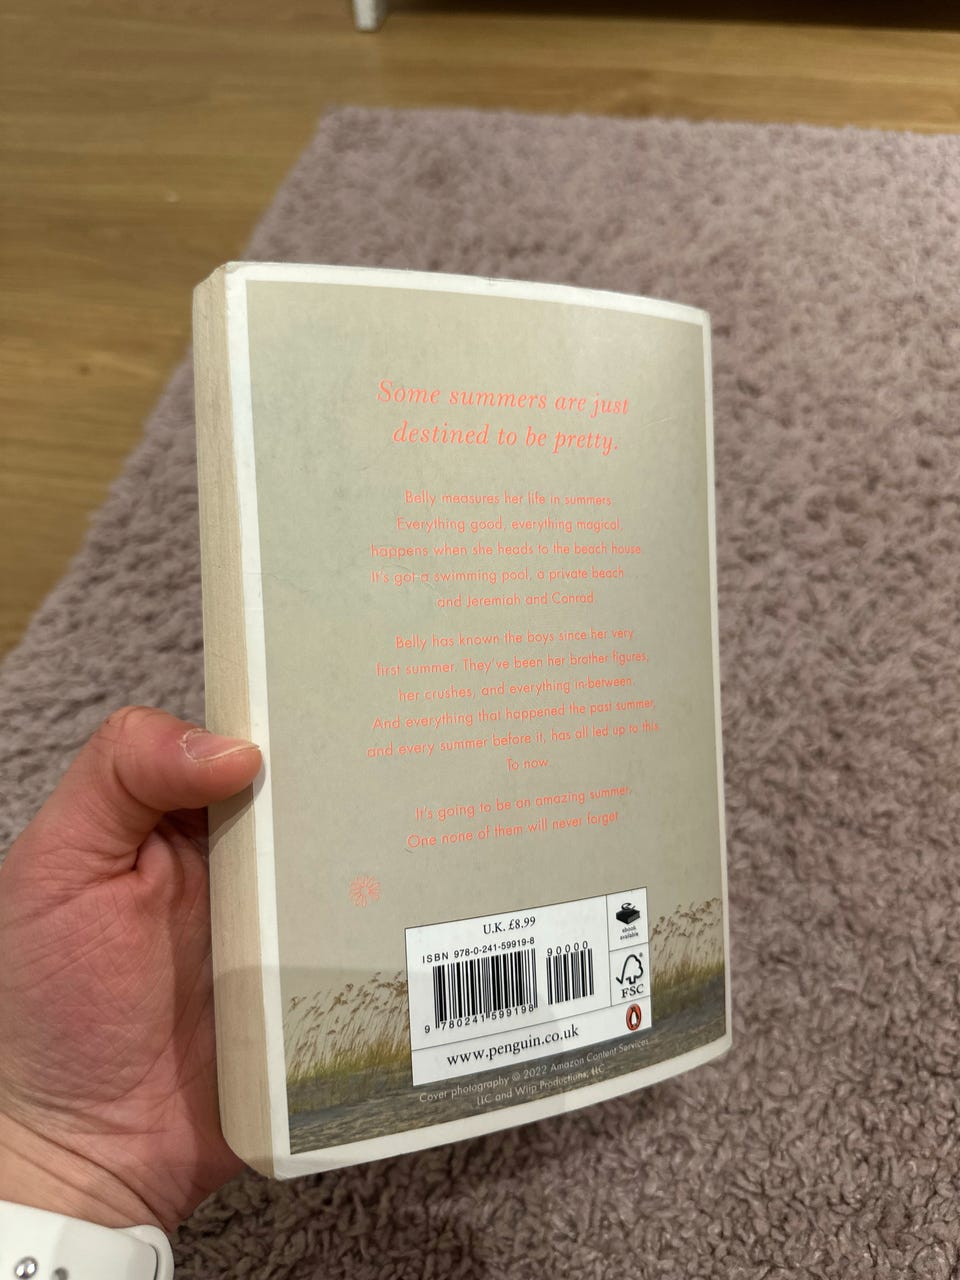 Some summers are just
destined to be pretty.
Belly measures her life in summers.
Everything good, everything magical,
happens when she heads to the beach house.
It's got a swimming pool, a private beach . . .
and Jeremiah and Conrad.
Belly has known the boys since her very
first summer. They've been her brother figures,
her crushes, and everything in-between.
And everything that happened the past summer,
and every summer before it, has all led up to this.
To now.
It's going to be an amazing summer.
One none of them will never forget.
U.K. £8.99
ISBN 978-0-241-59919-8
90000
9 780241 599198
ebook
available
FSC
www.penguin.co.uk
Cover photography © 2022 Amazon Content Services
LLC and Wiip Productions, LLC